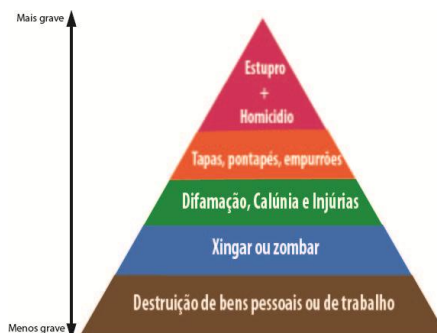 Mais grave
Estupro
+
Homicidio
Tapas, pontapés, empurrões
Difamação, Calúnia e Injúrias
Xingar ou zombar
Destruição de bens pessoais ou de trabalho
Menos grave